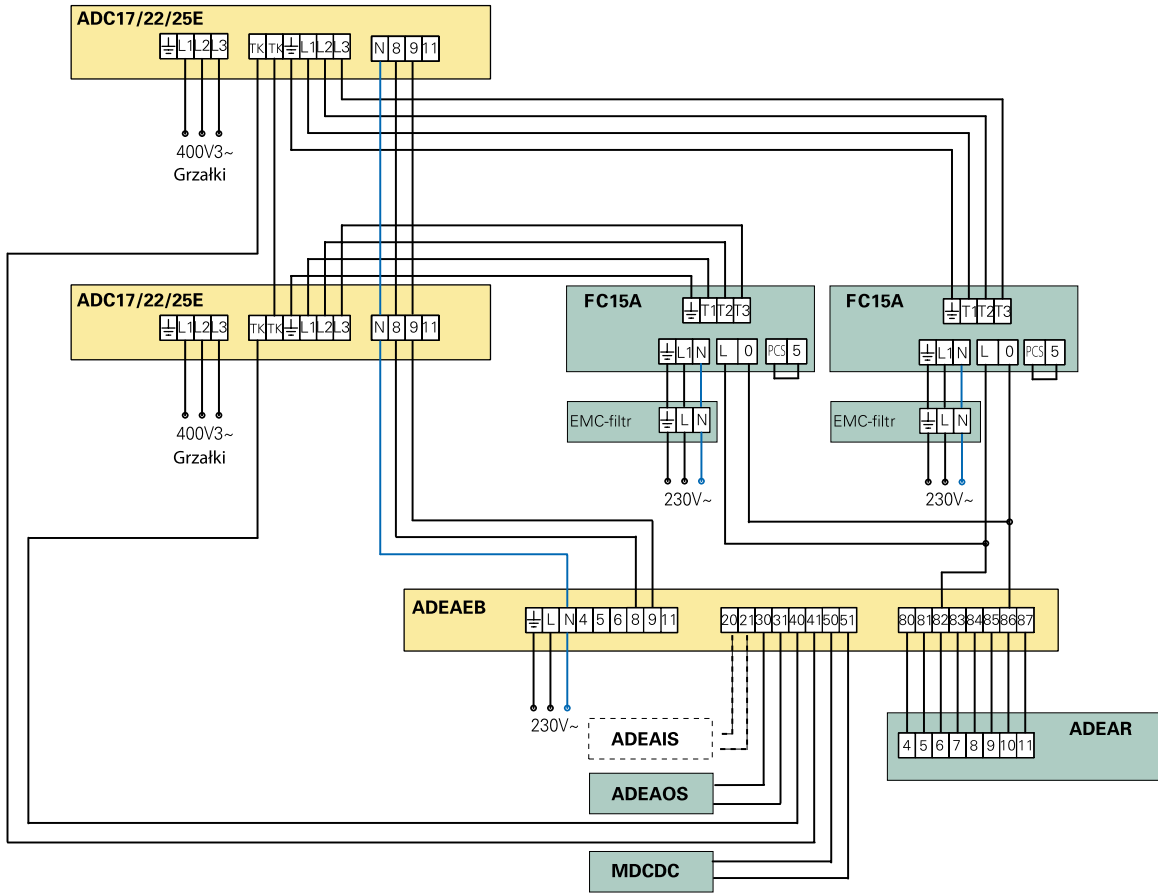 ADC17/22/25E
⏚ L1 L2 L3 TK TK ⏚ L1 L2 L3 N 8 9 11
400V3~
Grzałki
ADC17/22/25E
⏚ L1 L2 L3 TK TK ⏚ L1 L2 L3 N 8 9 11
400V3~
Grzałki
FC15A
⏚ T1 T2 T3
⏚ L1 N L 0 PCS 5
EMC-filtr
⏚ L N
230V~
FC15A
⏚ T1 T2 T3
⏚ L1 N L 0 PCS 5
EMC-filtr
⏚ L N
230V~
ADEAEB
⏚ L N 4 5 6 8 9 11 20 21 30 31 40 41 50 51 80 81 82 83 84 85 86 87
230V~
ADEAIS
ADEAOS
MDCDC
ADEAR
4 5 6 7 8 9 10 11